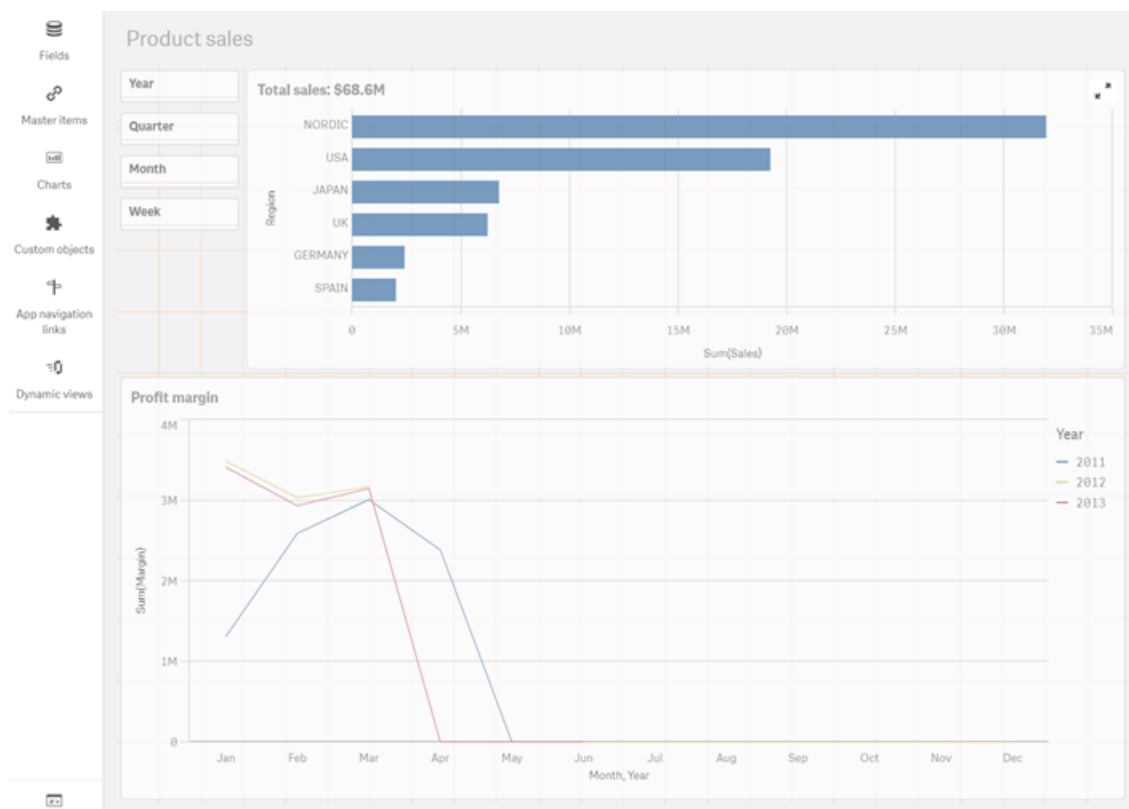 Fields
Master items
Charts
Custom objects
App navigation
links
Dynamic views
Product sales
Year
Quarter
Month
Week
Total sales: $68.6M
Region
NORDIC
USA
JAPAN
UK
GERMANY
SPAIN
0 5M 10M 15M 20M 25M 30M 35M
Sum(Sales)
Profit margin
Sum(Margin)
4M
3M
2M
1M
0
Jan Feb Mar Apr May Jun Jul Aug Sep Oct Nov Dec
Month, Year
Year
2011
2012
2013